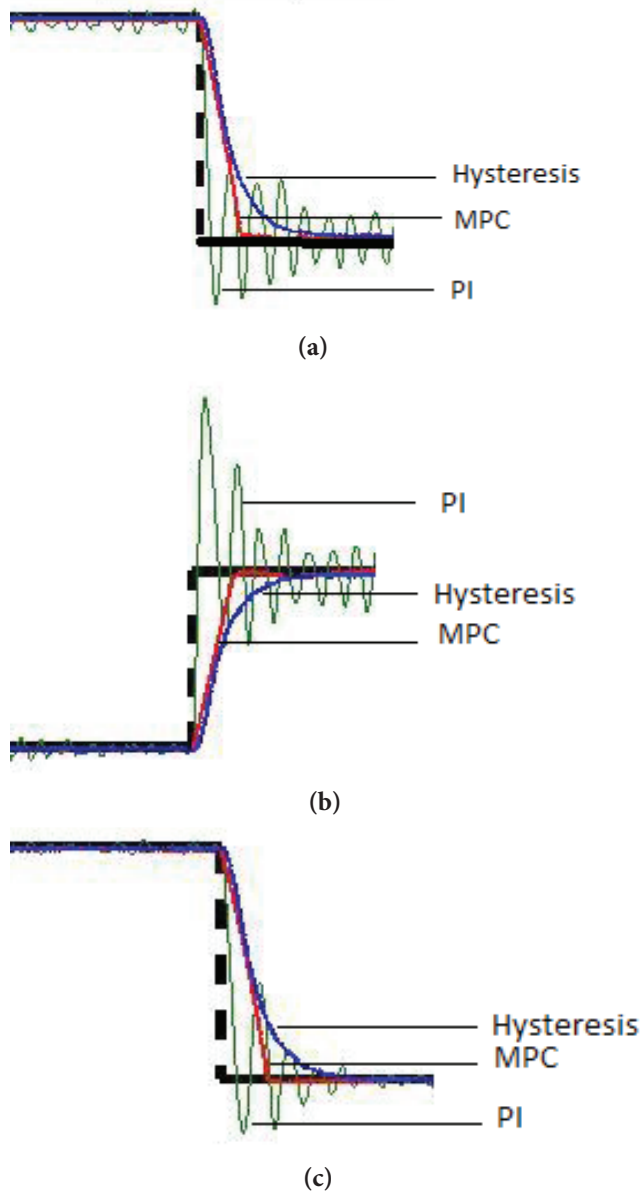 Hysteresis
MPC
PI
(a)
PI
Hysteresis
MPC
(b)
Hysteresis
MPC
PI
(c)